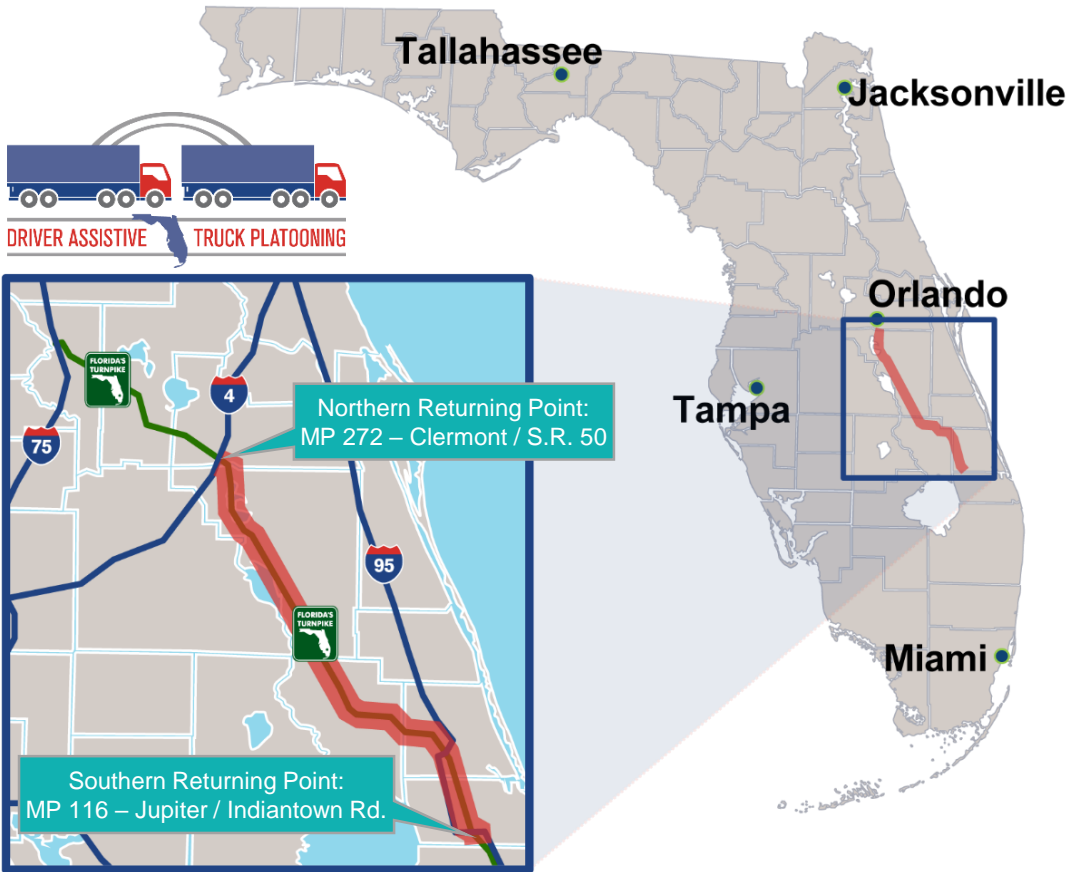 Tallahassee
Jacksonville
DRIVER ASSISTIVE TRUCK PLATOONING
Orlando
Tampa
Miami
FLORIDA'S
TURNPIKE
4
75
Northern Returning Point:
MP 272 – Clermont / S.R. 50
95
FLORIDA'S
TURNPIKE
Southern Returning Point:
MP 116 – Jupiter / Indiantown Rd.